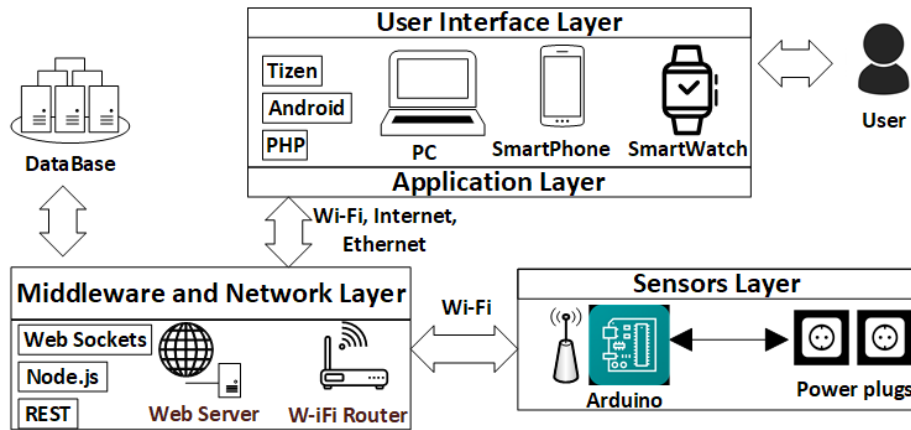 User Interface Layer
Tizen
Android
PHP
PC
SmartPhone
SmartWatch
Application Layer
User
DataBase
Wi-Fi, Internet,
Ethernet
Middleware and Network Layer
Web Sockets
Node.js
REST
Web Server
W-iFi Router
Wi-Fi
Sensors Layer
Arduino
Power plugs